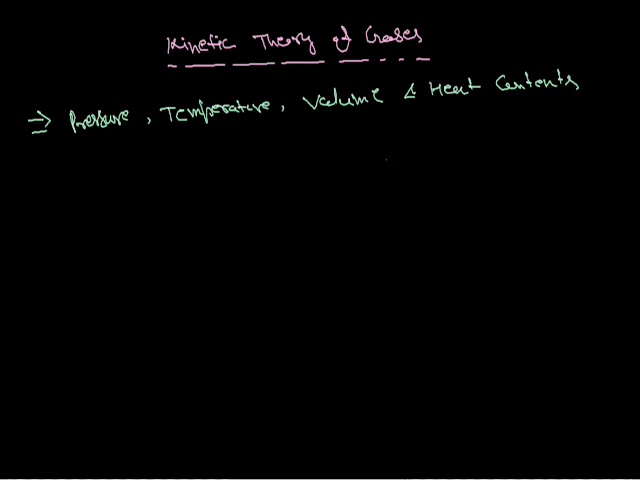 Kinetic Theory of Gases
⇒ Pressure, Temperature, Volume & Heat Contents